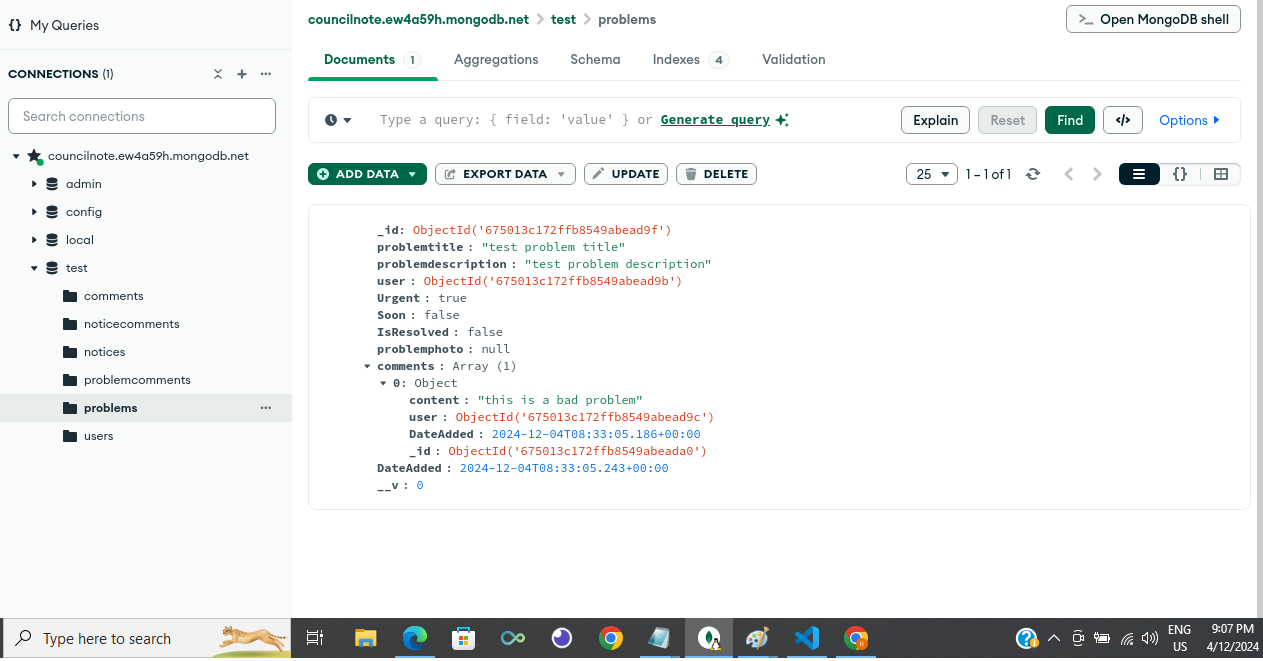 {} My Queries
CONNECTIONS (1)
Search connections
councilnote.ew4a59h.mongodb.net
admin
config
local
test
comments
noticecomments
notices
problemcomments
problems
users
councilnote.ew4a59h.mongodb.net > test > problems
>_ Open MongoDB shell
Documents 1 Aggregations Schema Indexes 4 Validation
Type a query: { field: 'value' } or Generate query
Explain Reset Find </> Options
ADD DATA EXPORT DATA UPDATE DELETE
25 1 – 1 of 1 {}
_id: ObjectId('675013c172ffb8549abead9f')
problemtitle : "test problem title"
problemdescription : "test problem description"
user : ObjectId('675013c172ffb8549abead9b')
Urgent : true
Soon : false
IsResolved : false
problemphoto : null
comments : Array (1)
0: Object
content : "this is a bad problem"
user : ObjectId('675013c172ffb8549abead9c')
DateAdded : 2024-12-04T08:33:05.186+00:00
_id : ObjectId('675013c172ffb8549abeada0')
DateAdded : 2024-12-04T08:33:05.243+00:00
__v : 0
Type here to search
ENG
US
9:07 PM
4/12/2024